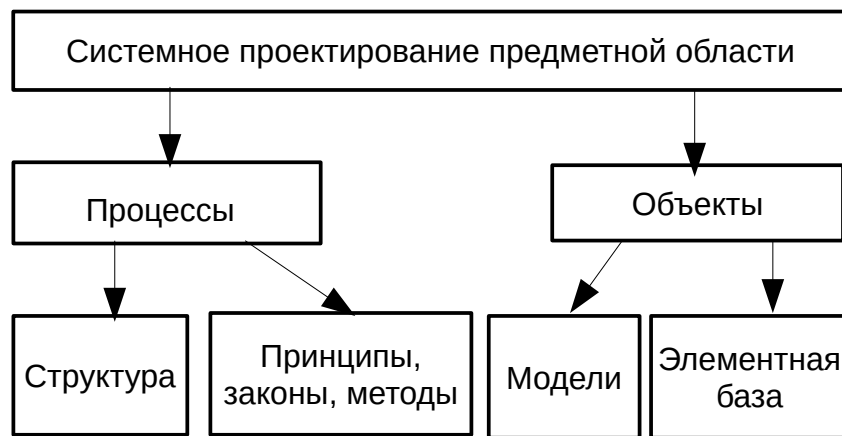 Системное проектирование предметной области
Процессы
Объекты
Структура
Принципы,
законы, методы
Модели
Элементная
база